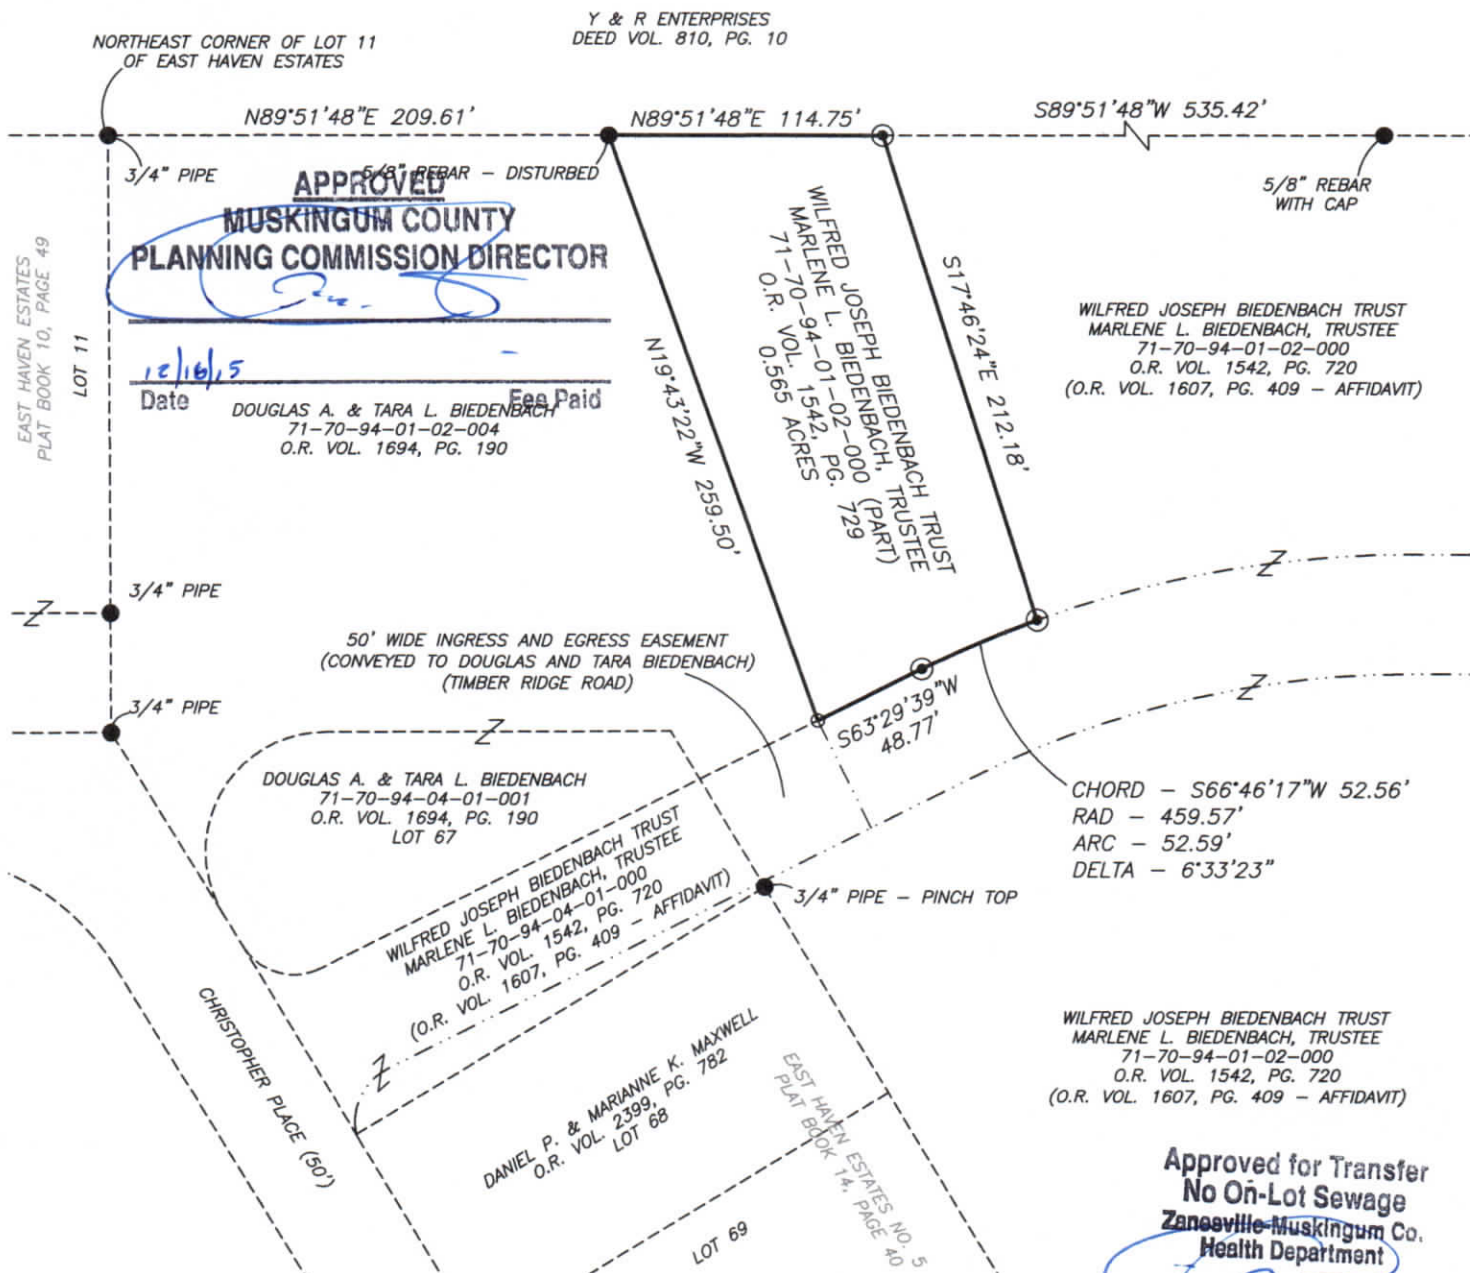 Y & R ENTERPRISES
DEED VOL. 810, PG. 10
NORTHEAST CORNER OF LOT 11
OF EAST HAVEN ESTATES
N89°51'48"E 209.61'
N89°51'48"E 114.75'
S89°51'48"W 535.42'
3/4" PIPE
5/8" REBAR – DISTURBED
5/8" REBAR
WITH CAP
APPROVED
MUSKINGUM COUNTY
PLANNING COMMISSION DIRECTOR
12/16/15
Date
Fee Paid
EAST HAVEN ESTATES
PLAT BOOK 10, PAGE 49
LOT 11
DOUGLAS A. & TARA L. BIEDENBACH
71-70-94-01-02-004
O.R. VOL. 1694, PG. 190
N19°43'22"W 259.50'
WILFRED JOSEPH BIEDENBACH TRUST
MARLENE L. BIEDENBACH, TRUSTEE
71-70-94-01-02-000 (PART)
O.R. VOL. 1542, PG. 729
0.565 ACRES
S17°46'24"E 212.18'
WILFRED JOSEPH BIEDENBACH TRUST
MARLENE L. BIEDENBACH, TRUSTEE
71-70-94-01-02-000
O.R. VOL. 1542, PG. 720
(O.R. VOL. 1607, PG. 409 – AFFIDAVIT)
3/4" PIPE
50' WIDE INGRESS AND EGRESS EASEMENT
(CONVEYED TO DOUGLAS AND TARA BIEDENBACH)
(TIMBER RIDGE ROAD)
3/4" PIPE
S63°29'39"W
48.77'
DOUGLAS A. & TARA L. BIEDENBACH
71-70-94-04-01-001
O.R. VOL. 1694, PG. 190
LOT 67
CHORD – S66°46'17"W 52.56'
RAD – 459.57'
ARC – 52.59'
DELTA – 6°33'23"
WILFRED JOSEPH BIEDENBACH TRUST
MARLENE L. BIEDENBACH, TRUSTEE
71-70-94-04-01-000
O.R. VOL. 1542, PG. 720
(O.R. VOL. 1607, PG. 409 – AFFIDAVIT)
3/4" PIPE – PINCH TOP
CHRISTOPHER PLACE (50')
DANIEL P. & MARIANNE K. MAXWELL
O.R. VOL. 2399, PG. 782
LOT 68
EAST HAVEN ESTATES NO. 5
PLAT BOOK 14, PAGE 40
LOT 69
WILFRED JOSEPH BIEDENBACH TRUST
MARLENE L. BIEDENBACH, TRUSTEE
71-70-94-01-02-000
O.R. VOL. 1542, PG. 720
(O.R. VOL. 1607, PG. 409 – AFFIDAVIT)
Approved for Transfer
No On-Lot Sewage
Zanesville-Muskingum Co.
Health Department